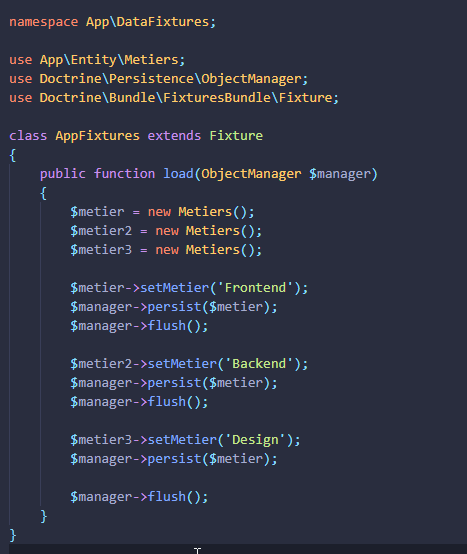 namespace App\DataFixtures;
use App\Entity\Metiers;
use Doctrine\Persistence\ObjectManager;
use Doctrine\Bundle\FixturesBundle\Fixture;
class AppFixtures extends Fixture
{
public function load(ObjectManager $manager)
{
$metier = new Metiers();
$metier2 = new Metiers();
$metier3 = new Metiers();
$metier->setMetier('Frontend');
$manager->persist($metier);
$manager->flush();
$metier2->setMetier('Backend');
$manager->persist($metier);
$manager->flush();
$metier3->setMetier('Design');
$manager->persist($metier);
$manager->flush();
}
}